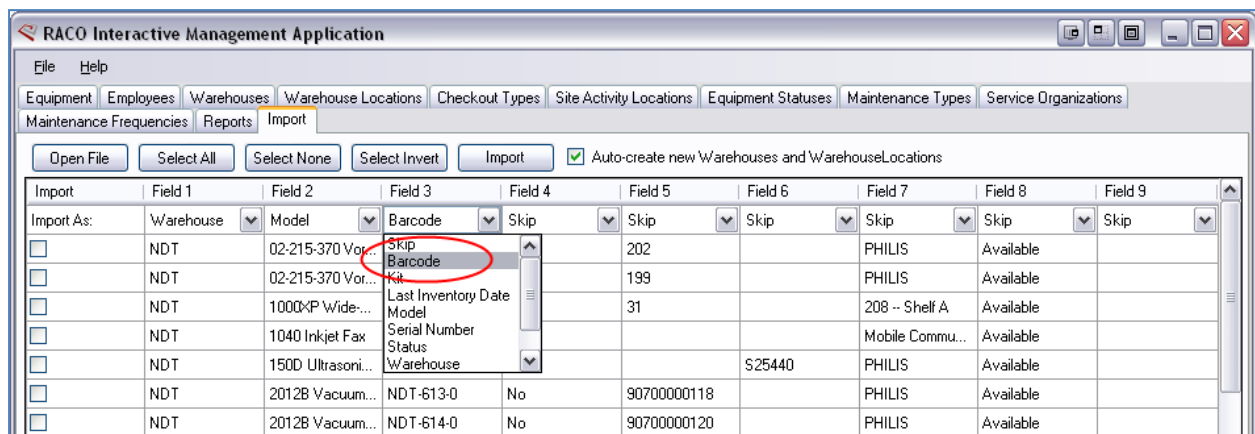 RACO Interactive Management Application
File Help
Equipment Employees Warehouses Warehouse Locations Checkout Types Site Activity Locations Equipment Statuses Maintenance Types Service Organizations
Maintenance Frequencies Reports Import
Open File Select All Select None Select Invert Import Auto-create new Warehouses and WarehouseLocations
Import Field 1 Field 2 Field 3 Field 4 Field 5 Field 6 Field 7 Field 8 Field 9
Import As: Warehouse Model Barcode Skip Skip Skip Skip Skip Skip
NDT 02-215-370 Vor... Skip 202 PHILIS Available
Barcode
NDT 02-215-370 Vor... Kit 199 PHILIS Available
Last Inventory Date
NDT 1000XP Wide-... Model 31 208 -- Shelf A Available
Serial Number
NDT 1040 Inkjet Fax Status Mobile Commu... Available
NDT 150D Ultrasoni... Warehouse S25440 PHILIS Available
NDT 2012B Vacuum... NDT-613-0 No 90700000118 PHILIS Available
NDT 2012B Vacuum... NDT-614-0 No 90700000120 PHILIS Available